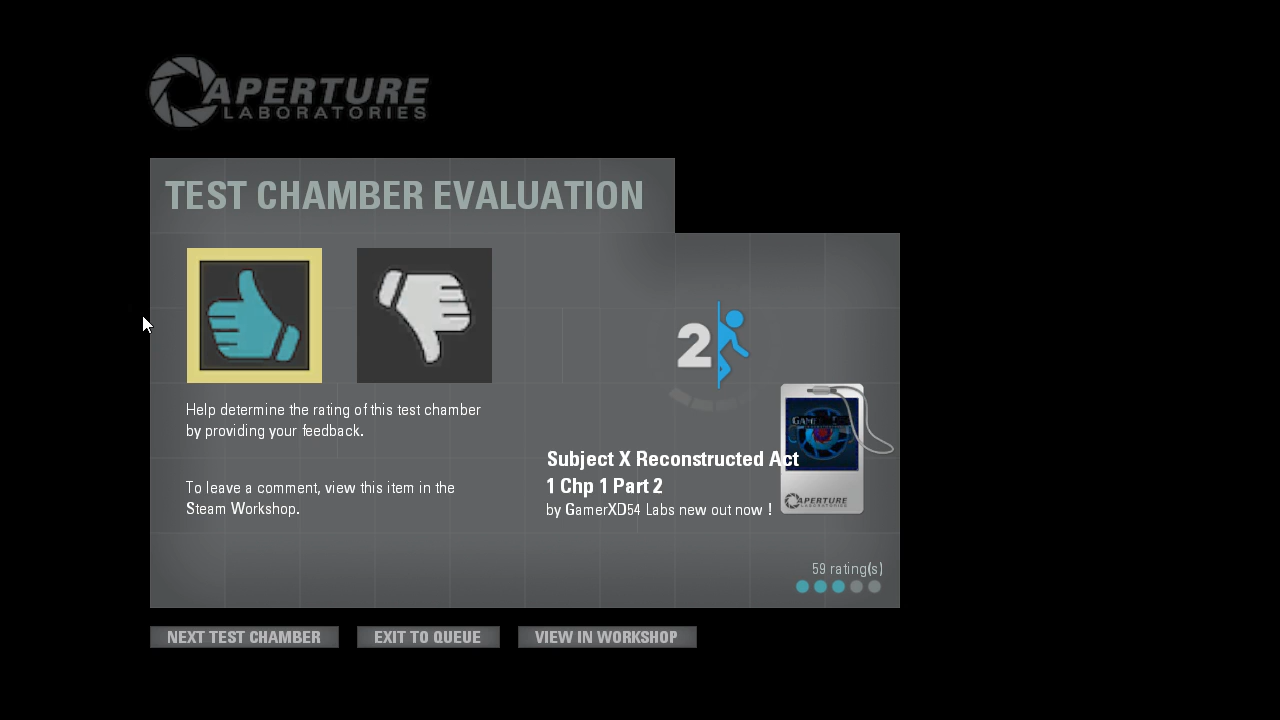 APERTURE
LABORATORIES
TEST CHAMBER EVALUATION
Help determine the rating of this test chamber
by providing your feedback.
To leave a comment, view this item in the
Steam Workshop.
2
Subject X Reconstructed Act
1 Chp 1 Part 2
by GamerXD54 Labs new out now !
APERTURE
LABORATORIES
59 rating(s)
NEXT TEST CHAMBER
EXIT TO QUEUE
VIEW IN WORKSHOP